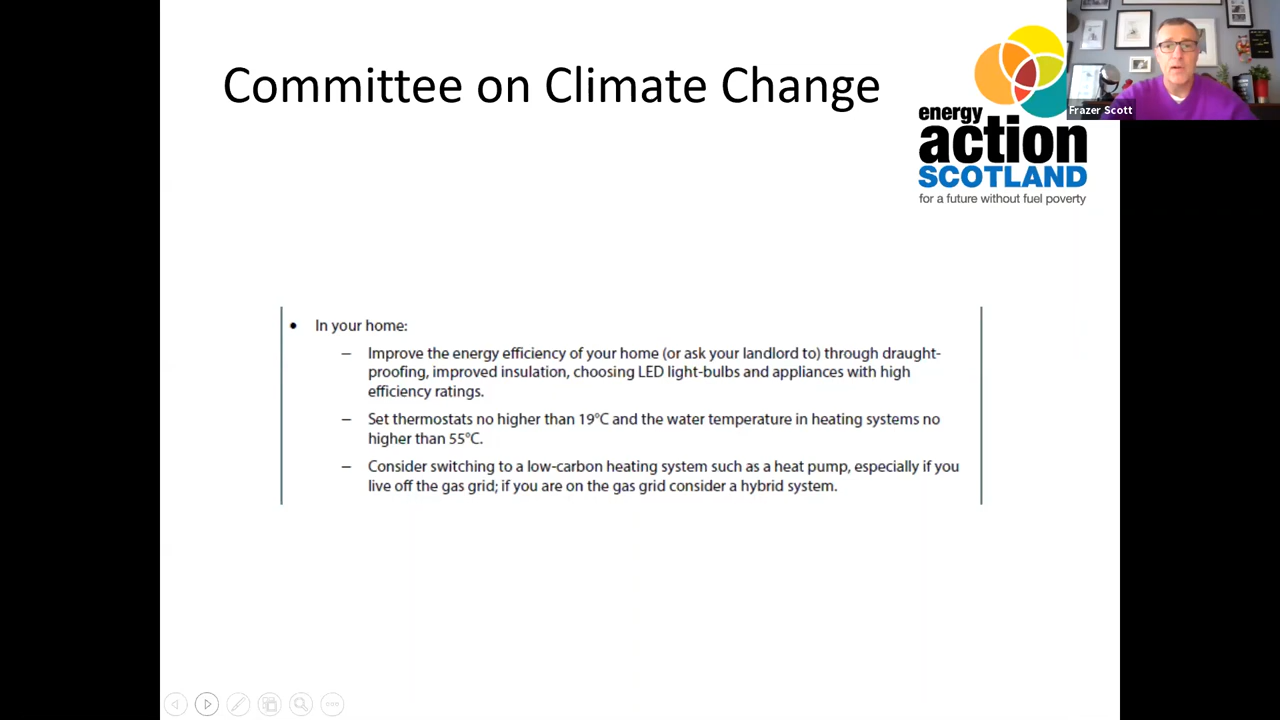 Committee on Climate Change
energy
action
SCOTLAND
for a future without fuel poverty
Frazer Scott
• In your home:
– Improve the energy efficiency of your home (or ask your landlord to) through draught-
proofing, improved insulation, choosing LED light-bulbs and appliances with high
efficiency ratings.
– Set thermostats no higher than 19°C and the water temperature in heating systems no
higher than 55°C.
– Consider switching to a low-carbon heating system such as a heat pump, especially if you
live off the gas grid; if you are on the gas grid consider a hybrid system.